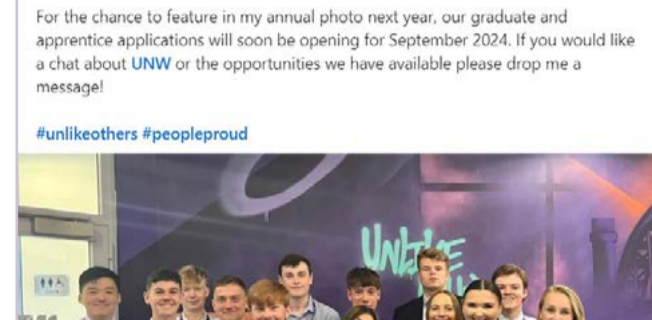 For the chance to feature in my annual photo next year, our graduate and
apprentice applications will soon be opening for September 2024. If you would like
a chat about UNW or the opportunities we have available please drop me a
message!
#unlikeothers #peopleproud
UNLIKE